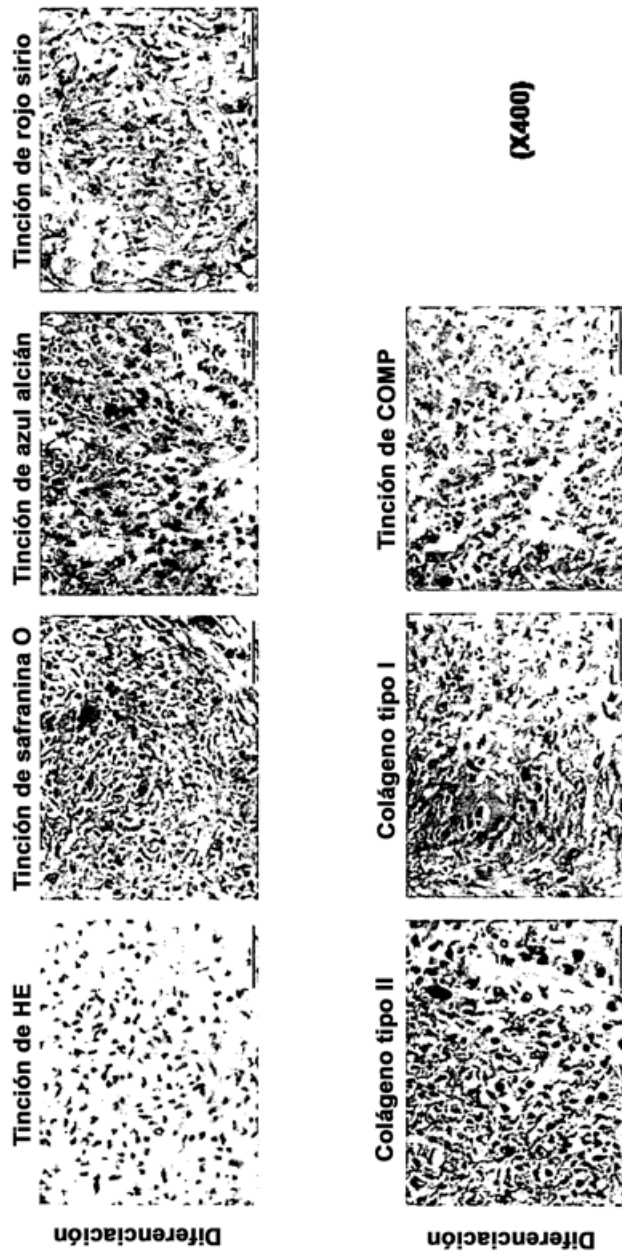 Tinción de HE
Tinción de safranina O
Tinción de azul alcián
Tinción de rojo sirio
Diferenciación
Colágeno tipo II
Colágeno tipo I
Tinción de COMP
Diferenciación
(X400)